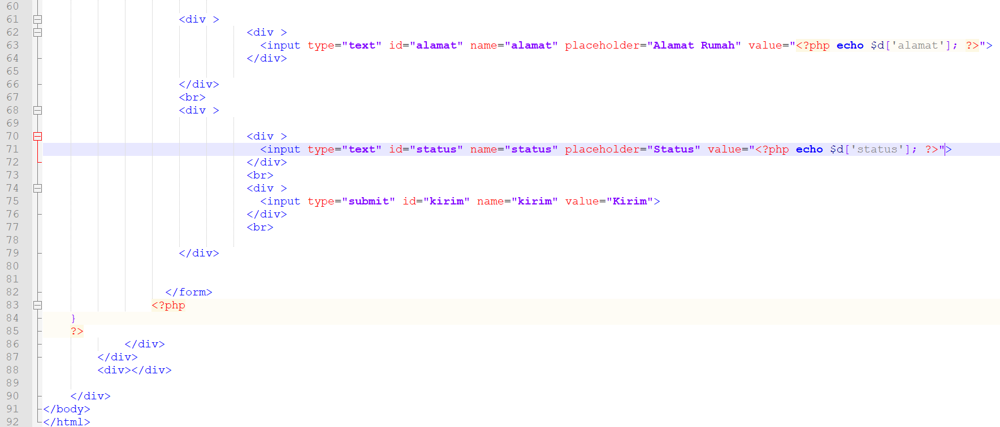 60
61 <div >
62 <div >
63 <input type="text" id="alamat" name="alamat" placeholder="Alamat Rumah" value="<?php echo $d['alamat']; ?>">
64 </div>
65
66 </div>
67 <br>
68 <div >
69
70 <div >
71 <input type="text" id="status" name="status" placeholder="Status" value="<?php echo $d['status']; ?>">
72 </div>
73 <br>
74 <div >
75 <input type="submit" id="kirim" name="kirim" value="Kirim">
76 </div>
77 <br>
78
79 </div>
80
81
82 </form>
83 <?php
84 }
85 ?>
86 </div>
87 </div>
88 <div></div>
89
90 </div>
91 </body>
92 </html>